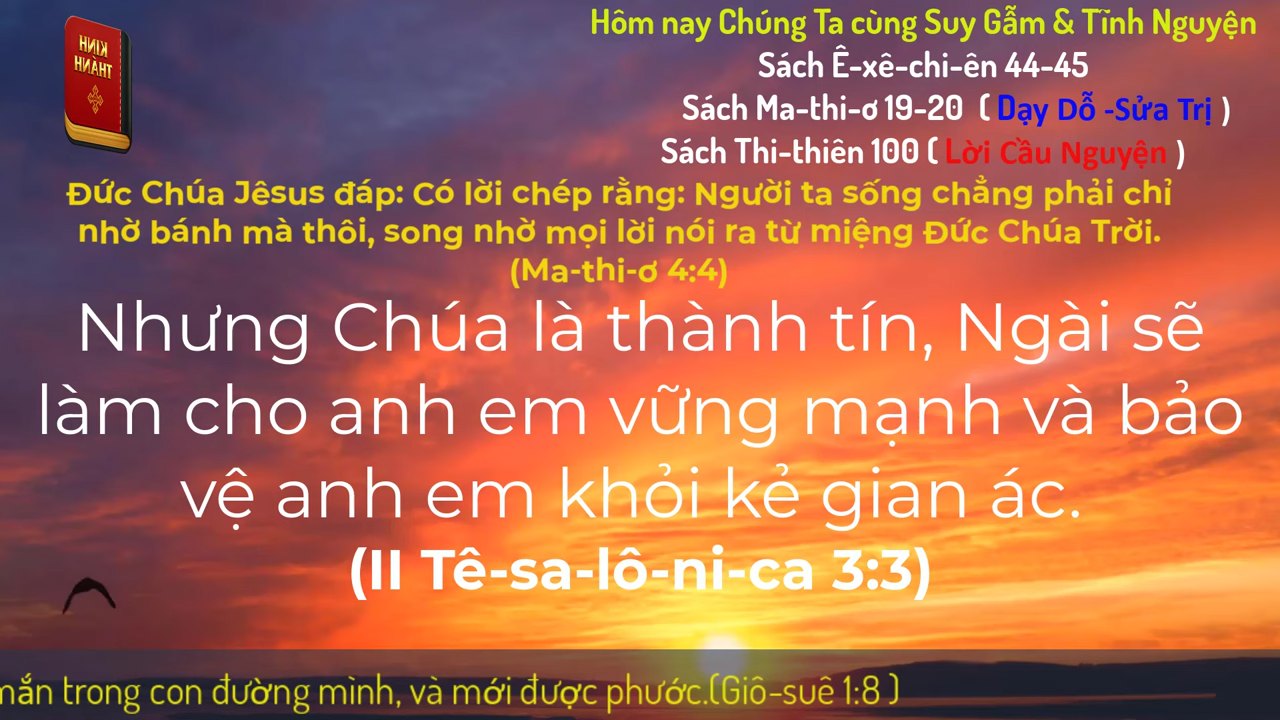 KINH
THÁNH
Hôm nay Chúng Ta cùng Suy Gẫm & Tĩnh Nguyện
Sách Ê-xê-chi-ên 44-45
Sách Ma-thi-ơ 19-20 ( Dạy Dỗ -Sửa Trị )
Sách Thi-thiên 100 ( Lời Cầu Nguyện )
Đức Chúa Jêsus đáp: Có lời chép rằng: Người ta sống chẳng phải chỉ
nhờ bánh mà thôi, song nhờ mọi lời nói ra từ miệng Đức Chúa Trời.
(Ma-thi-ơ 4:4)
Nhưng Chúa là thành tín, Ngài sẽ
làm cho anh em vững mạnh và bảo
vệ anh em khỏi kẻ gian ác.
(II Tê-sa-lô-ni-ca 3:3)
mắn trong con đường mình, và mới được phước.(Giô-suê 1:8 )